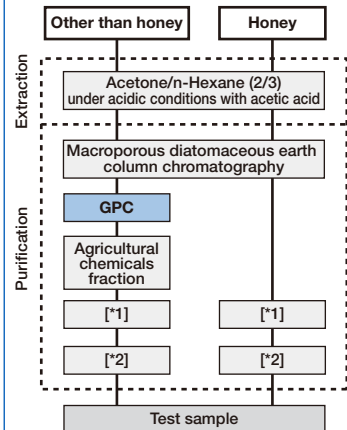 Other than honey
Honey
Extraction
Acetone/n-Hexane (2/3)
under acidic conditions with acetic acid
Purification
Macroporous diatomaceous earth
column chromatography
GPC
Agricultural
chemicals
fraction
[*1]
[*1]
[*2]
[*2]
Test sample